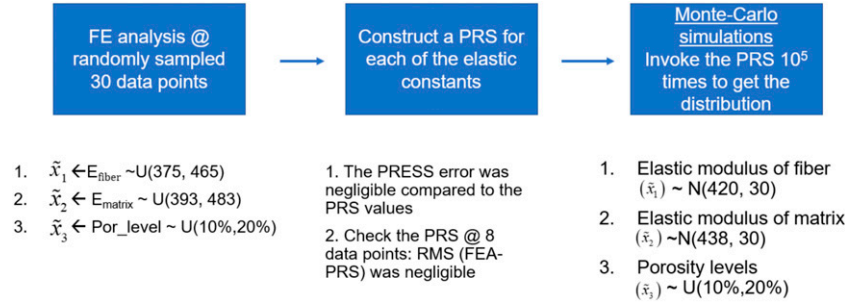 FE analysis @
randomly sampled
30 data points
Construct a PRS for
each of the elastic
constants
Monte-Carlo
simulations
Invoke the PRS 10⁵
times to get the
distribution
1. x̃₁ ← E_fiber ~U(375, 465)
2. x̃₂ ← E_matrix ~ U(393, 483)
3. x̃₃ ← Por_level ~ U(10%,20%)
1. The PRESS error was
negligible compared to the
PRS values
2. Check the PRS @ 8
data points: RMS (FEA-
PRS) was negligible
1. Elastic modulus of fiber
(x̃₁) ~ N(420, 30)
2. Elastic modulus of matrix
(x̃₂) ~N(438, 30)
3. Porosity levels
(x̃₃) ~ U(10%,20%)